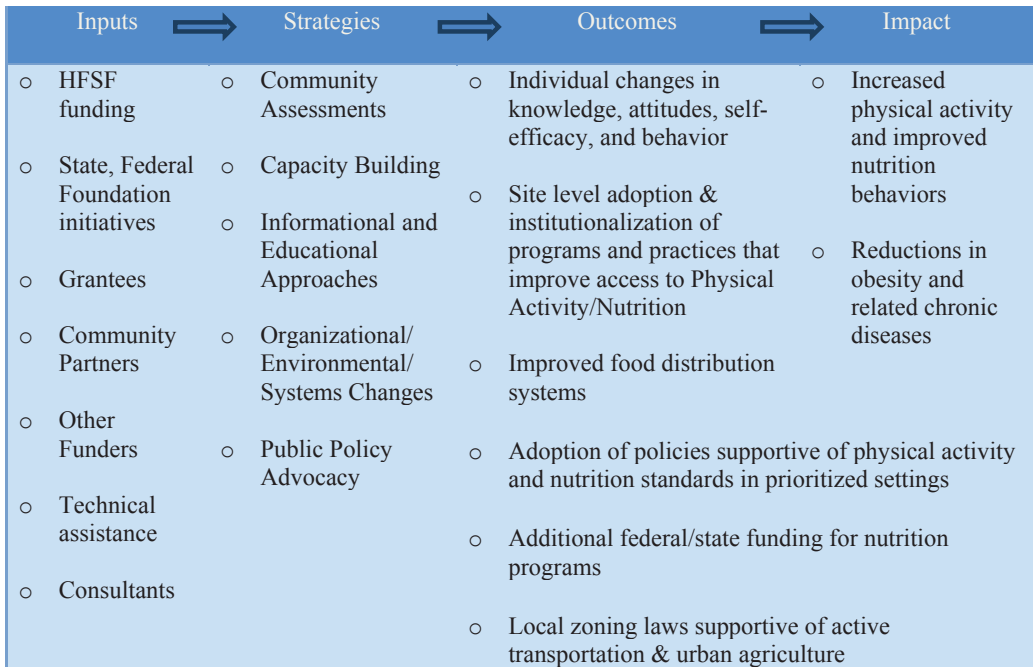 Inputs
Strategies
Outcomes
Impact
o HFSF
funding
o State, Federal
Foundation
initiatives
o Grantees
o Community
Partners
o Other
Funders
o Technical
assistance
o Consultants
o Community
Assessments
o Capacity Building
o Informational and
Educational
Approaches
o Organizational/
Environmental/
Systems Changes
o Public Policy
Advocacy
o Individual changes in
knowledge, attitudes, self-
efficacy, and behavior
o Site level adoption &
institutionalization of
programs and practices that
improve access to Physical
Activity/Nutrition
o Improved food distribution
systems
o Adoption of policies supportive of physical activity
and nutrition standards in prioritized settings
o Additional federal/state funding for nutrition
programs
o Local zoning laws supportive of active
transportation & urban agriculture
o Increased
physical activity
and improved
nutrition
behaviors
o Reductions in
obesity and
related chronic
diseases